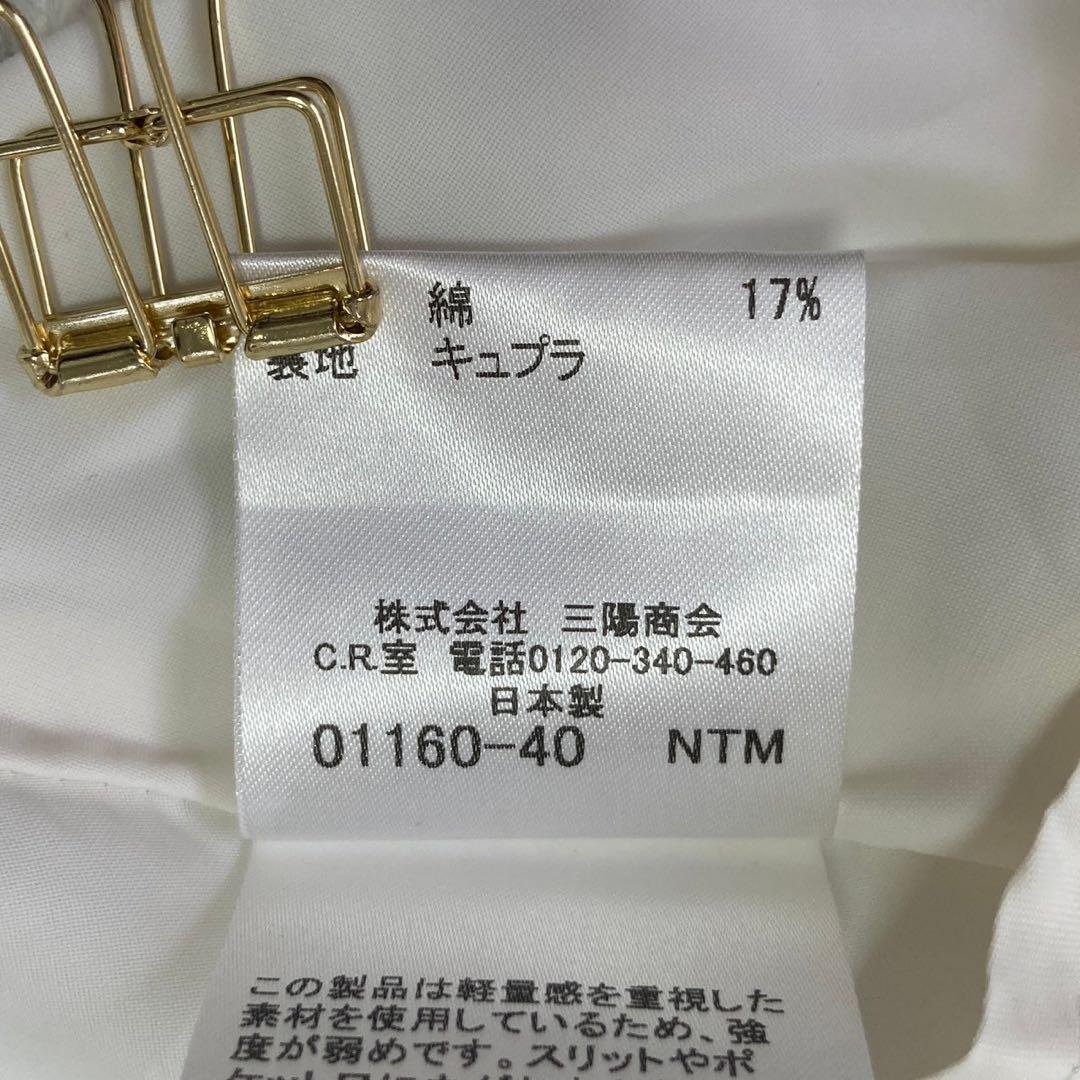 綿 17%
裏地 キュプラ
株式会社 三陽商会
C.R.室 電話0120-340-460
日本製
01160-40 NTM
この製品は軽量感を重視した
素材を使用しているため、強
度が弱めです。スリットやポ